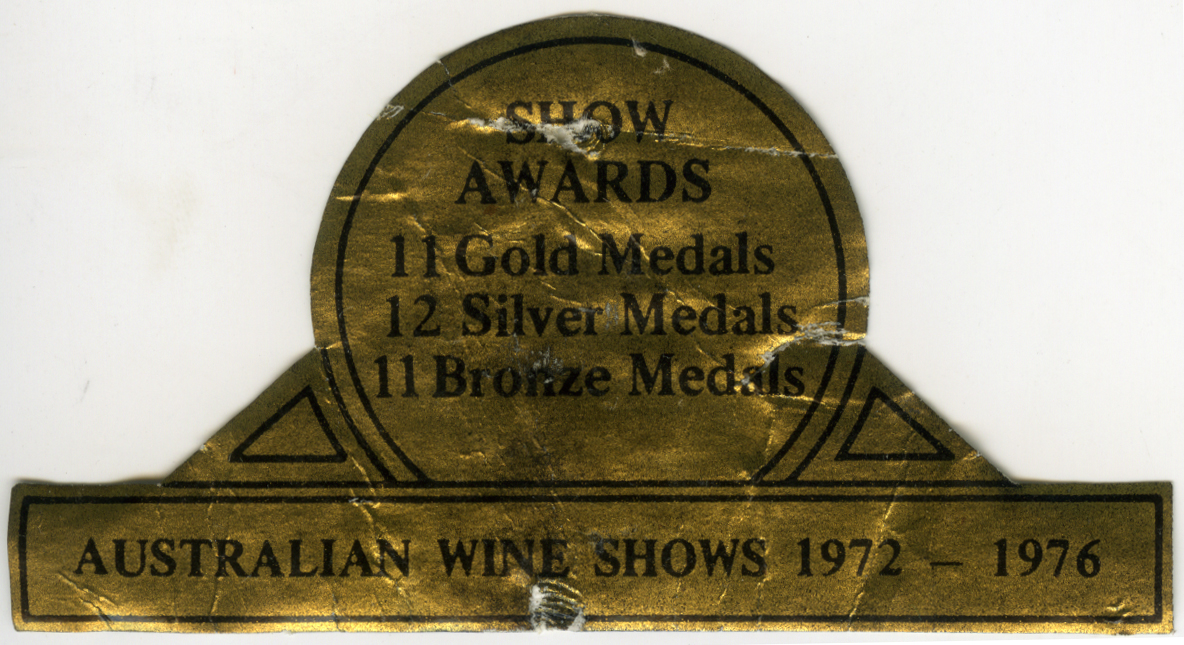 SHOW
AWARDS
11 Gold Medals
12 Silver Medals
11 Bronze Medals
AUSTRALIAN WINE SHOWS 1972 – 1976